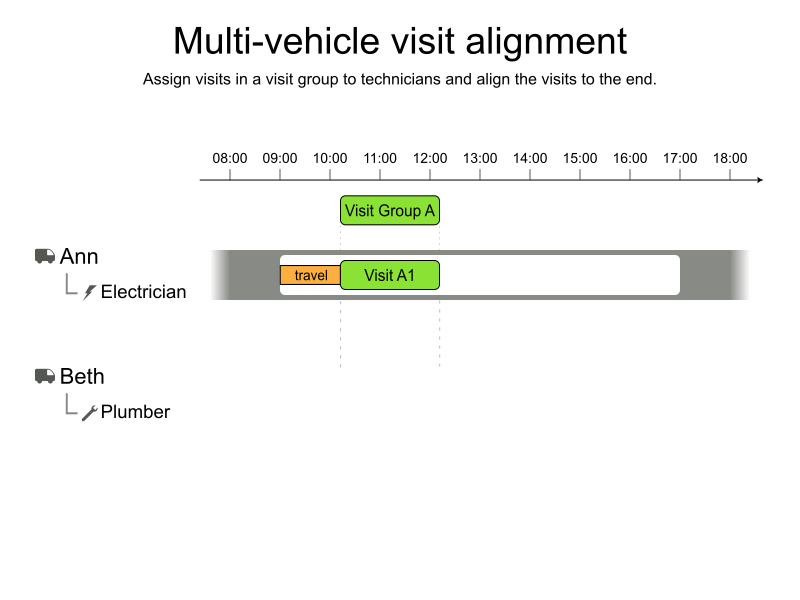 Multi-vehicle visit alignment
Assign visits in a visit group to technicians and align the visits to the end.
08:00 09:00 10:00 11:00 12:00 13:00 14:00 15:00 16:00 17:00 18:00
Visit Group A
Ann
travel Visit A1
Electrician
Beth
Plumber